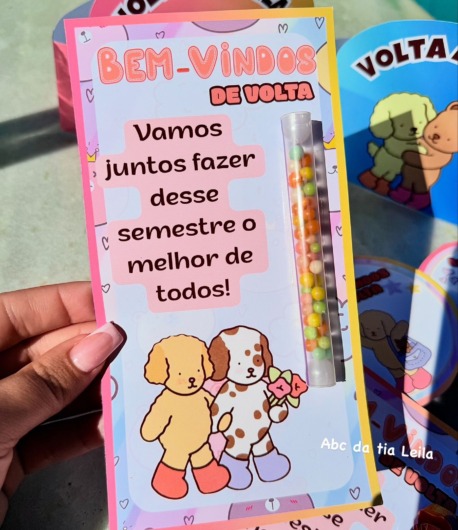 BEM-VINDOS
DE VOLTA
Vamos
juntos fazer
desse
semestre o
melhor de
todos!
VOLTA
Abc da tia Leila